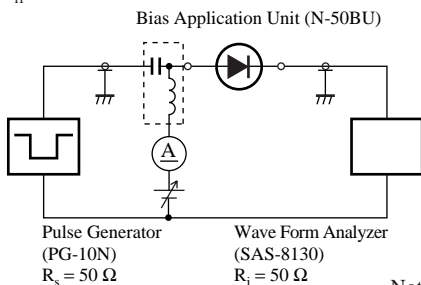 Bias Application Unit (N-50BU)
A
Pulse Generator
(PG-10N)
Rs = 50 Ω
Wave Form Analyzer
(SAS-8130)
Ri = 50 Ω